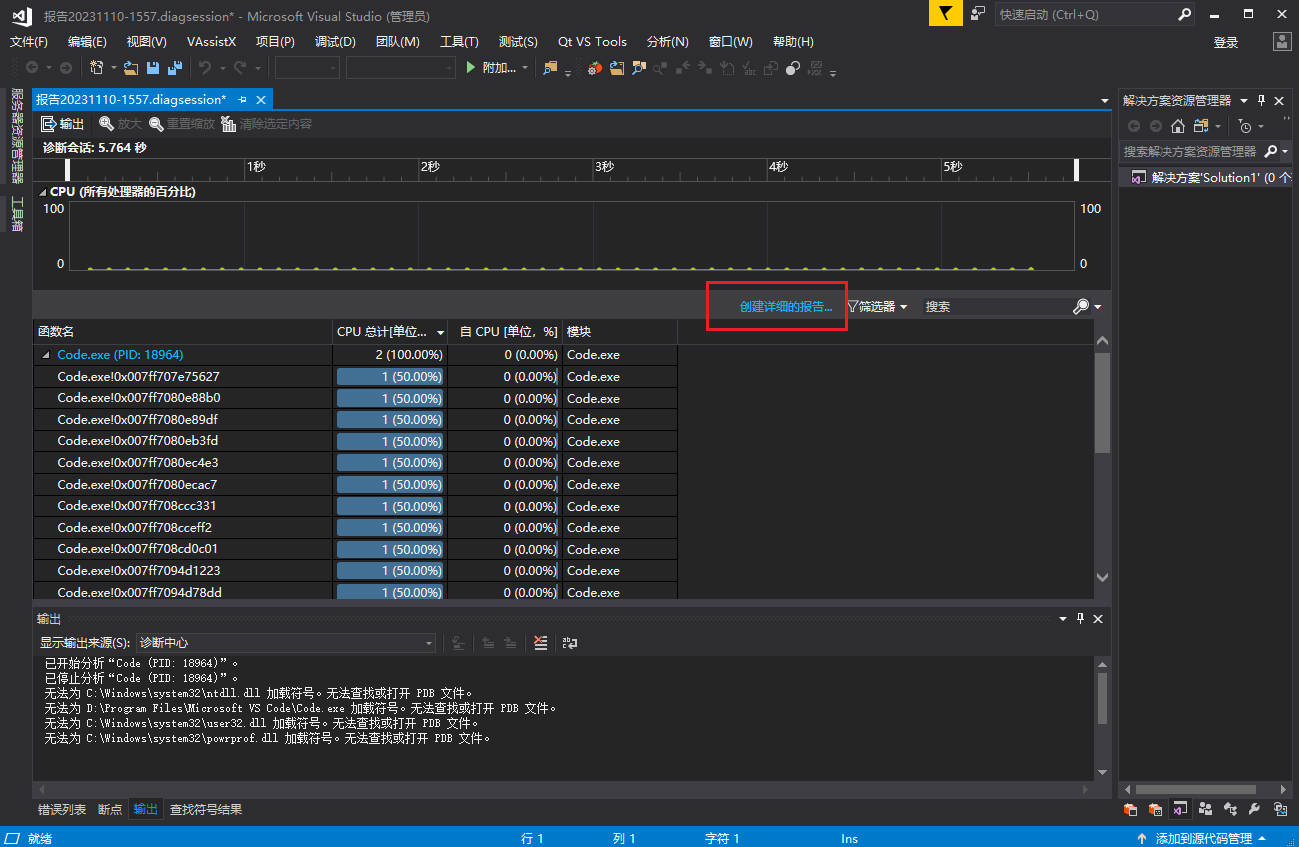 报告20231110-1557.diagsession* - Microsoft Visual Studio (管理员)
快速启动 (Ctrl+Q)
文件(F) 编辑(E) 视图(V) VAssistX 项目(P) 调试(D) 团队(M) 工具(T) 测试(S) Qt VS Tools 分析(N) 窗口(W) 帮助(H)
登录
附加...
服务器资源管理器
工具箱
报告20231110-1557.diagsession*
输出 放大 重置缩放 清除选定内容
诊断会话: 5.764 秒
1秒 2秒 3秒 4秒 5秒
CPU (所有处理器的百分比)
100 100
0 0
创建详细的报告... 筛选器 搜索
函数名 CPU 总计[单位... 自 CPU [单位，%] 模块
Code.exe (PID: 18964) 2 (100.00%) 0 (0.00%) Code.exe
Code.exe!0x007ff707e75627 1 (50.00%) 0 (0.00%) Code.exe
Code.exe!0x007ff7080e88b0 1 (50.00%) 0 (0.00%) Code.exe
Code.exe!0x007ff7080e89df 1 (50.00%) 0 (0.00%) Code.exe
Code.exe!0x007ff7080eb3fd 1 (50.00%) 0 (0.00%) Code.exe
Code.exe!0x007ff7080ec4e3 1 (50.00%) 0 (0.00%) Code.exe
Code.exe!0x007ff7080ecac7 1 (50.00%) 0 (0.00%) Code.exe
Code.exe!0x007ff708ccc331 1 (50.00%) 0 (0.00%) Code.exe
Code.exe!0x007ff708cceff2 1 (50.00%) 0 (0.00%) Code.exe
Code.exe!0x007ff708cd0c01 1 (50.00%) 0 (0.00%) Code.exe
Code.exe!0x007ff7094d1223 1 (50.00%) 0 (0.00%) Code.exe
Code.exe!0x007ff7094d78dd 1 (50.00%) 0 (0.00%) Code.exe
输出
显示输出来源(S): 诊断中心
已开始分析“Code (PID: 18964)”。
已停止分析“Code (PID: 18964)”。
无法为 C:\Windows\system32\ntdll.dll 加载符号。无法查找或打开 PDB 文件。
无法为 D:\Program Files\Microsoft VS Code\Code.exe 加载符号。无法查找或打开 PDB 文件。
无法为 C:\Windows\system32\user32.dll 加载符号。无法查找或打开 PDB 文件。
无法为 C:\Windows\system32\powrprof.dll 加载符号。无法查找或打开 PDB 文件。
错误列表 断点 输出 查找符号结果
解决方案资源管理器
搜索解决方案资源管理器
解决方案'Solution1' (0 个
就绪 行 1 列 1 字符 1 Ins 添加到源代码管理